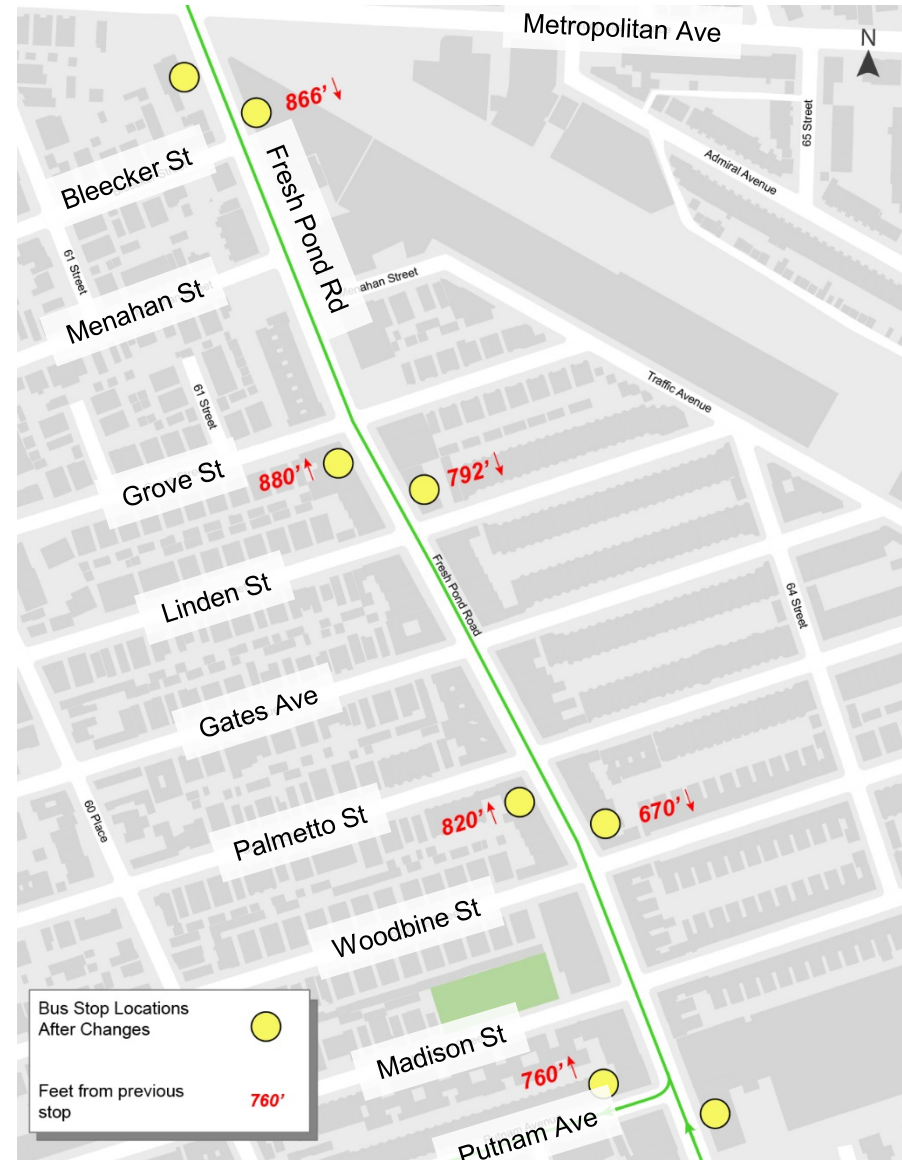 Metropolitan Ave
N
866'
65 Street
Bleecker St
Fresh Pond Rd
Admiral Avenue
61 Street
Menahan St
Menahan Street
61 Street
Traffic Avenue
Grove St
880'
792'
Fresh Pond Road
Linden St
64 Street
Gates Ave
60 Place
Palmetto St
820'
670'
Woodbine St
Madison St
760'
Putnam Ave
Bus Stop Locations
After Changes
Feet from previous
stop
760'